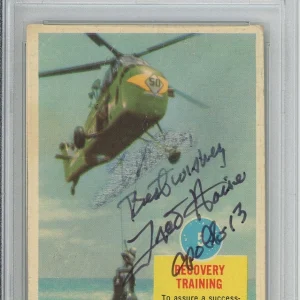 50
Best wishes
Fred Haise
Apollo 13
RECOVERY
TRAINING
To assure a success-